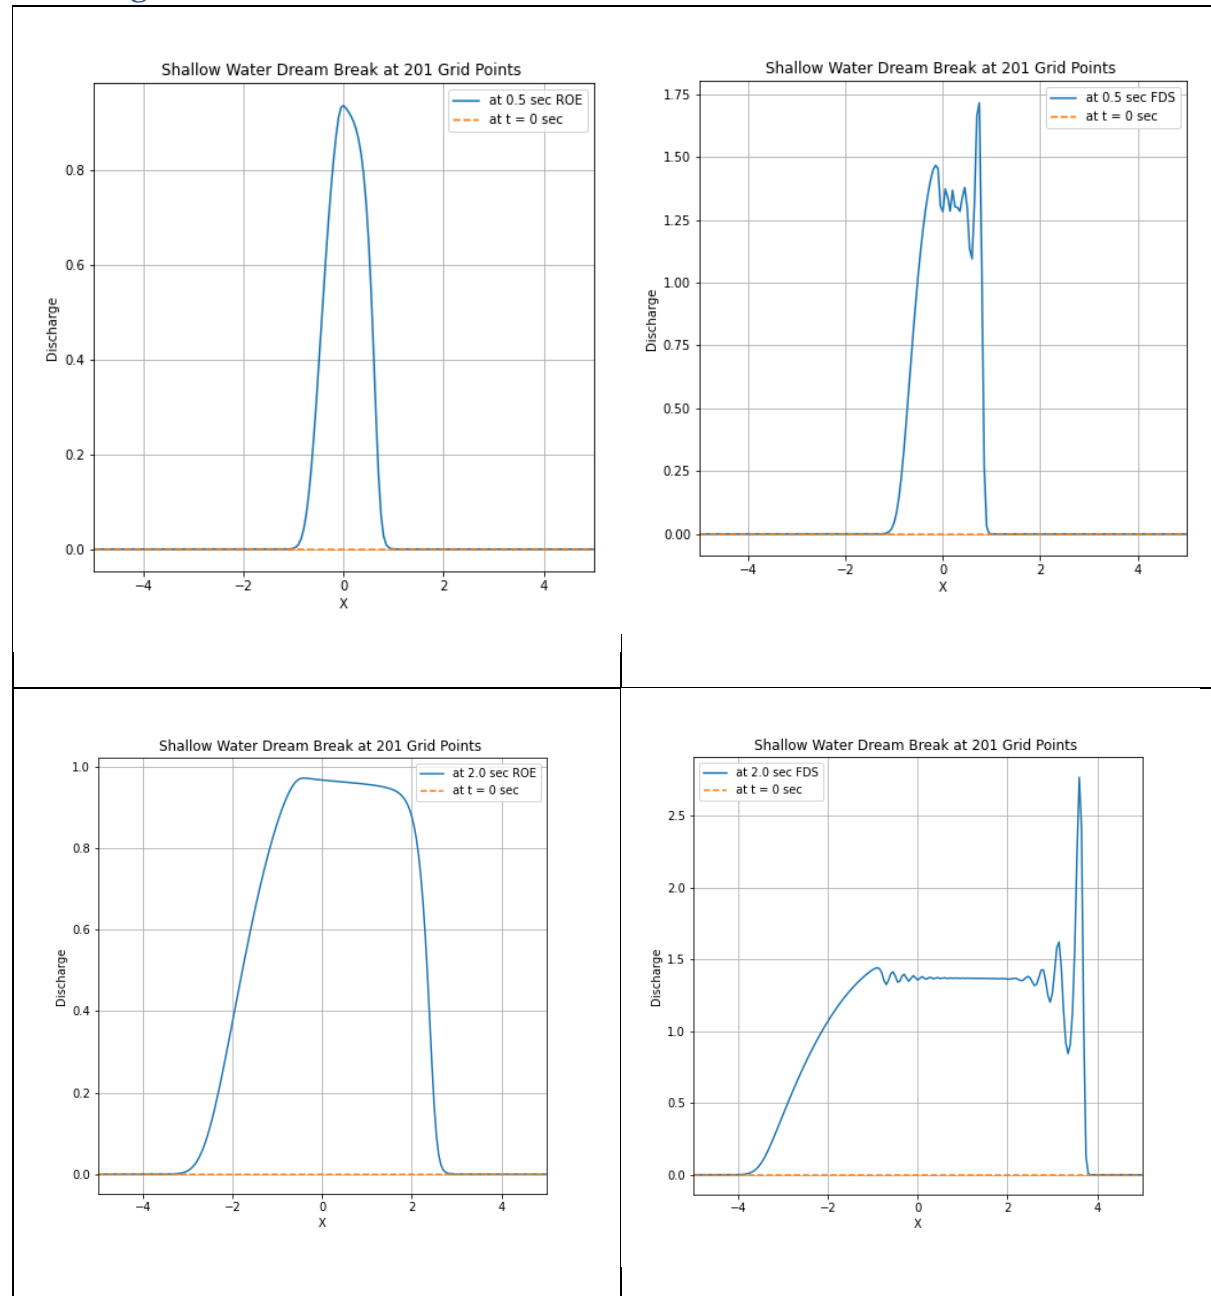 Shallow Water Dream Break at 201 Grid Points
at 0.5 sec ROE
at t = 0 sec
0.8
0.6
0.4
0.2
0.0
Discharge
−4 −2 0 2 4
X
Shallow Water Dream Break at 201 Grid Points
at 0.5 sec FDS
at t = 0 sec
1.75
1.50
1.25
1.00
0.75
0.50
0.25
0.00
Discharge
−4 −2 0 2 4
X
Shallow Water Dream Break at 201 Grid Points
at 2.0 sec ROE
at t = 0 sec
1.0
0.8
0.6
0.4
0.2
0.0
Discharge
−4 −2 0 2 4
X
Shallow Water Dream Break at 201 Grid Points
at 2.0 sec FDS
at t = 0 sec
2.5
2.0
1.5
1.0
0.5
0.0
Discharge
−4 −2 0 2 4
X